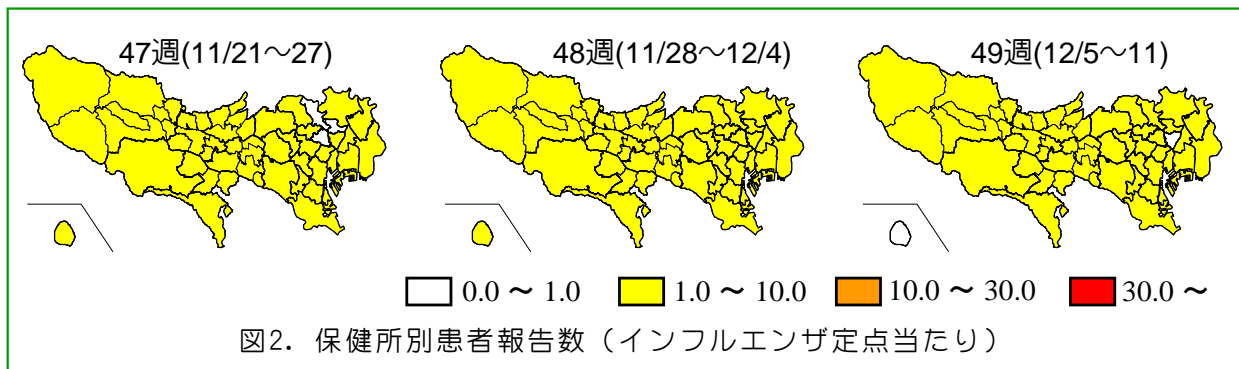 47週(11/21～27)
48週(11/28～12/4)
49週(12/5～11)
0.0 ～ 1.0
1.0 ～ 10.0
10.0 ～ 30.0
30.0 ～
図2. 保健所別患者報告数（インフルエンザ定点当たり）